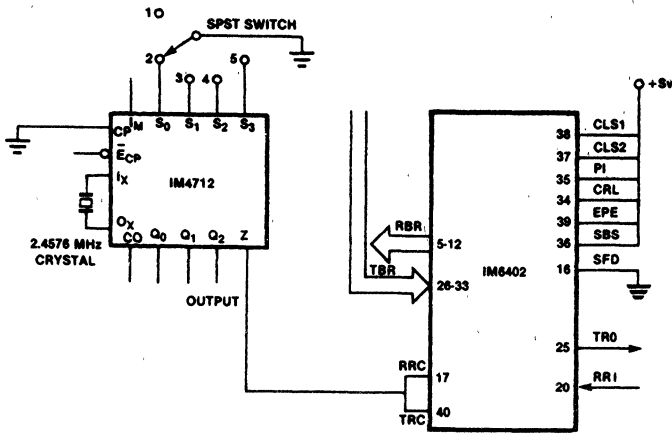 1
SPST SWITCH
2
3
4
5
+5V
IM
S0
S1
S2
S3
CP
ECP
IX
OX
IM4712
2.4576 MHz
CRYSTAL
CO
Q0
Q1
Q2
Z
OUTPUT
RBR
5-12
TBR
26-33
IM6402
38
CLS1
37
CLS2
35
PI
34
CRL
39
EPE
36
SBS
16
SFD
25
TR0
20
RRI
RRC
17
TRC
40